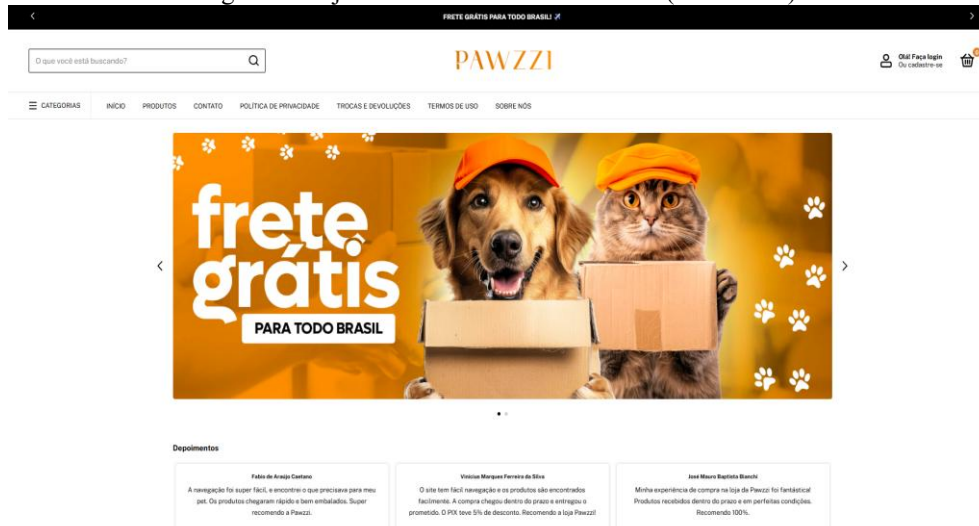 FRETE GRÁTIS PARA TODO BRASIL!
O que você está buscando?
PAWZZI
Olá! Faça login
Ou cadastre-se
0
CATEGORIAS INÍCIO PRODUTOS CONTATO POLÍTICA DE PRIVACIDADE TROCAS E DEVOLUÇÕES TERMOS DE USO SOBRE NÓS
frete
grátis
PARA TODO BRASIL
Depoimentos
Fabio de Araújo Caetano
A navegação foi super fácil, e encontrei o que precisava para meu
pet. Os produtos chegaram rápido e bem embalados. Super
recomendo a Pawzzi.
Vinicius Marques Ferreira da Silva
O site tem fácil navegação e os produtos são encontrados
facilmente. A compra chegou dentro do prazo e entregou o
prometido. O PIX teve 5% de desconto. Recomendo a loja Pawzzi!
José Mauro Baptista Bianchi
Minha experiência de compra na loja da Pawzzi foi fantástica!
Produtos recebidos dentro do prazo e em perfeitas condições.
Recomendo 100%.